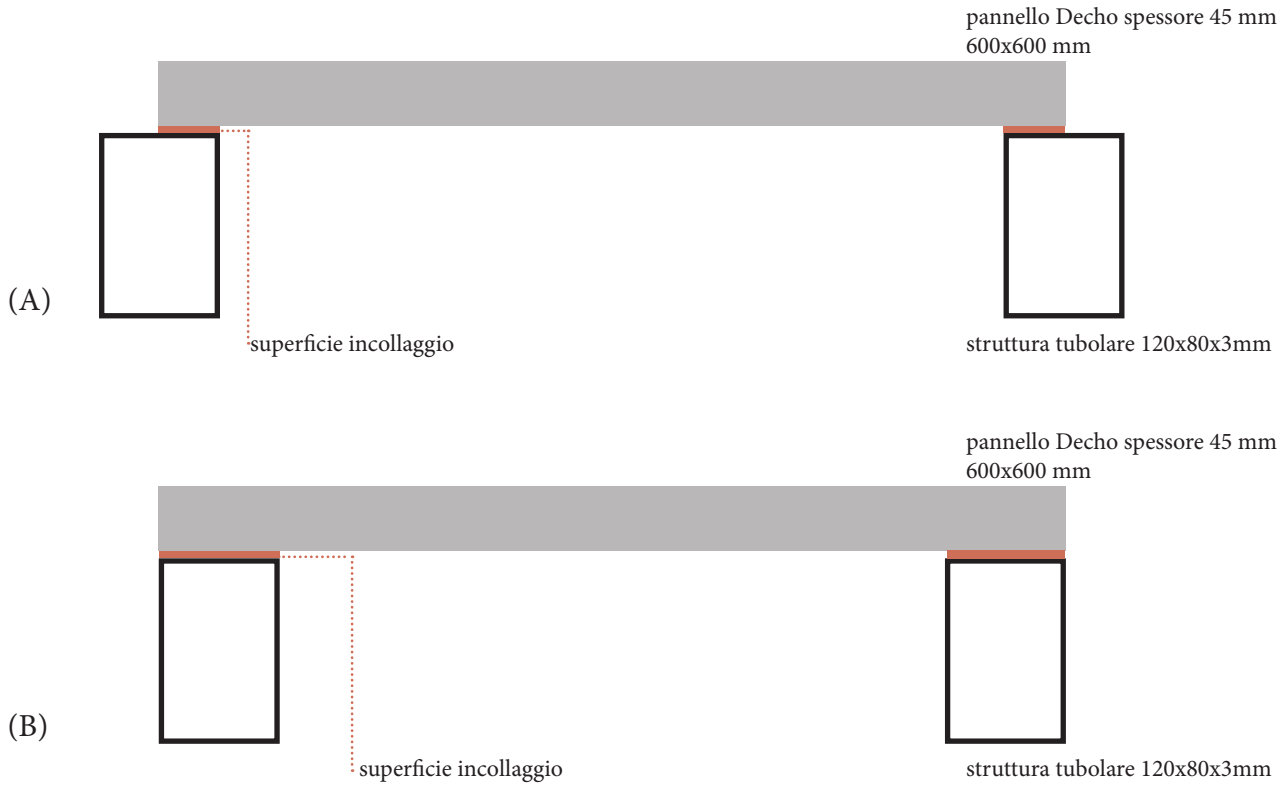 pannello Decho spessore 45 mm
600x600 mm
(A)
superficie incollaggio
struttura tubolare 120x80x3mm
pannello Decho spessore 45 mm
600x600 mm
(B)
superficie incollaggio
struttura tubolare 120x80x3mm